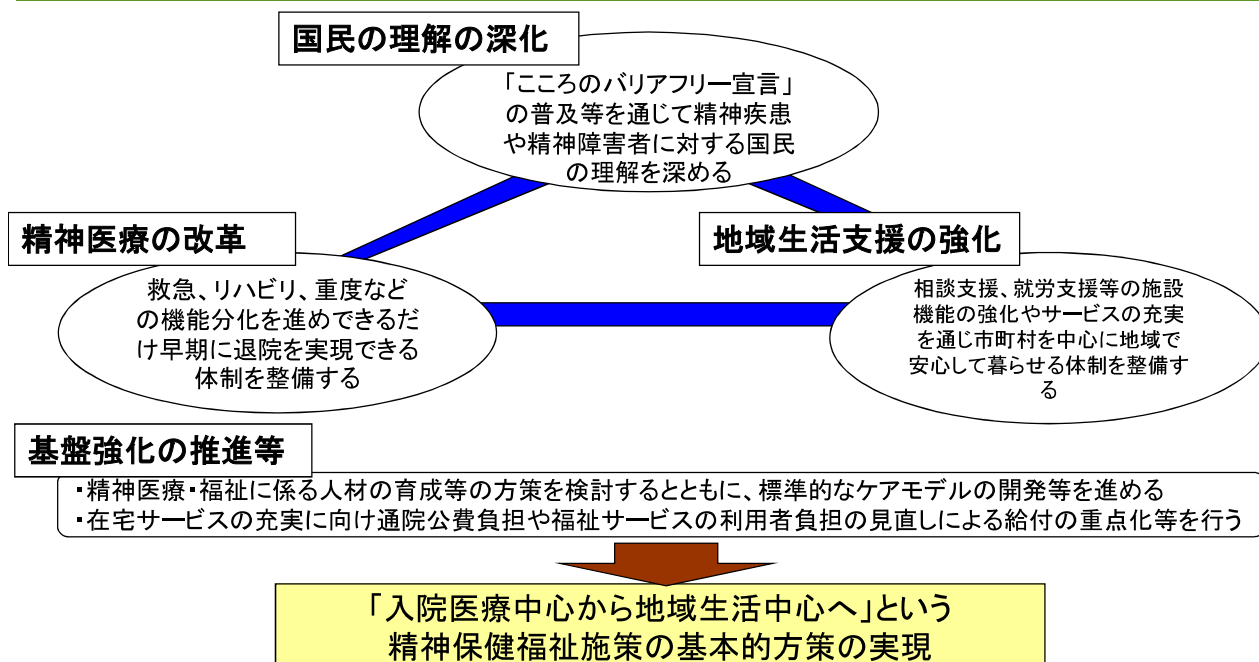 国民の理解の深化
「こころのバリアフリー宣言」
の普及等を通じて精神疾患
や精神障害者に対する国民
の理解を深める
精神医療の改革
救急、リハビリ、重度など
の機能分化を進めできるだ
け早期に退院を実現できる
体制を整備する
地域生活支援の強化
相談支援、就労支援等の施設
機能の強化やサービスの充実
を通じ市町村を中心に地域で
安心して暮らせる体制を整備す
る
基盤強化の推進等
・精神医療・福祉に係る人材の育成等の方策を検討するとともに、標準的なケアモデルの開発等を進める
・在宅サービスの充実に向け通院公費負担や福祉サービスの利用者負担の見直しによる給付の重点化等を行う
「入院医療中心から地域生活中心へ」という
精神保健福祉施策の基本的方策の実現